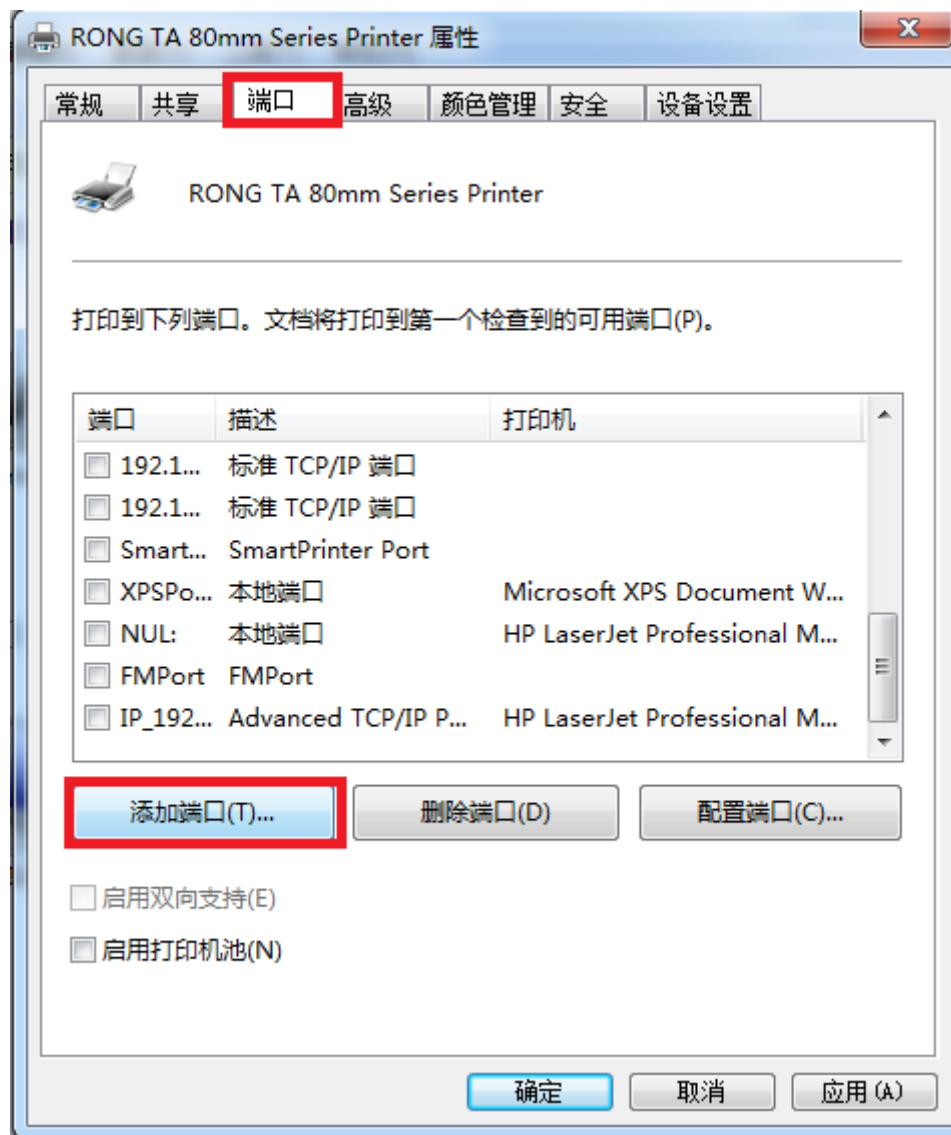 RONG TA 80mm Series Printer 属性
常规 共享 端口 高级 颜色管理 安全 设备设置
RONG TA 80mm Series Printer
打印到下列端口。文档将打印到第一个检查到的可用端口(P)。
端口 描述 打印机
192.1... 标准 TCP/IP 端口
192.1... 标准 TCP/IP 端口
Smart... SmartPrinter Port
XPSPo... 本地端口 Microsoft XPS Document W...
NUL: 本地端口 HP LaserJet Professional M...
FMPort FMPort
IP_192... Advanced TCP/IP P... HP LaserJet Professional M...
添加端口(T)... 删除端口(D) 配置端口(C)...
启用双向支持(E)
启用打印机池(N)
确定 取消 应用(A)